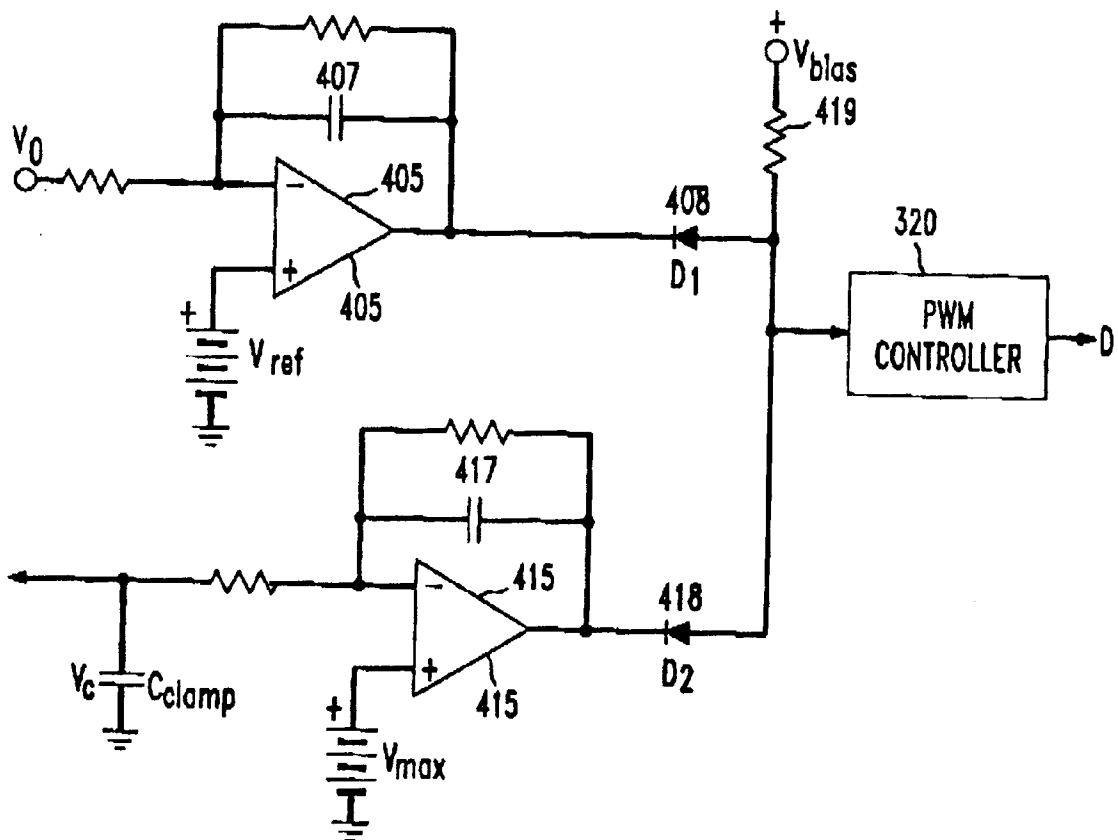 407
V0
405
405
Vref
+
-
+
+
Vbias
419
408
D1
320
PWM
CONTROLLER
D
417
415
415
-
+
+
Vmax
Vc
Cclamp
418
D2